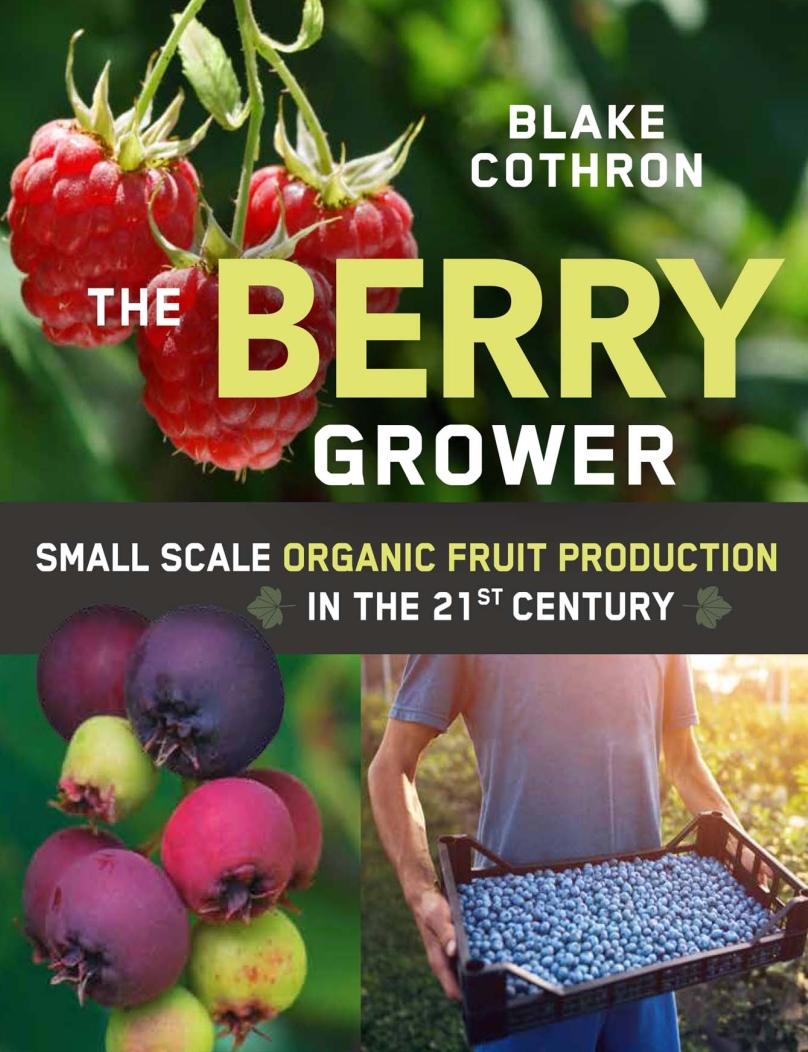 BLAKE
COTHRON
THE BERRY
GROWER
SMALL SCALE ORGANIC FRUIT PRODUCTION
IN THE 21ST CENTURY